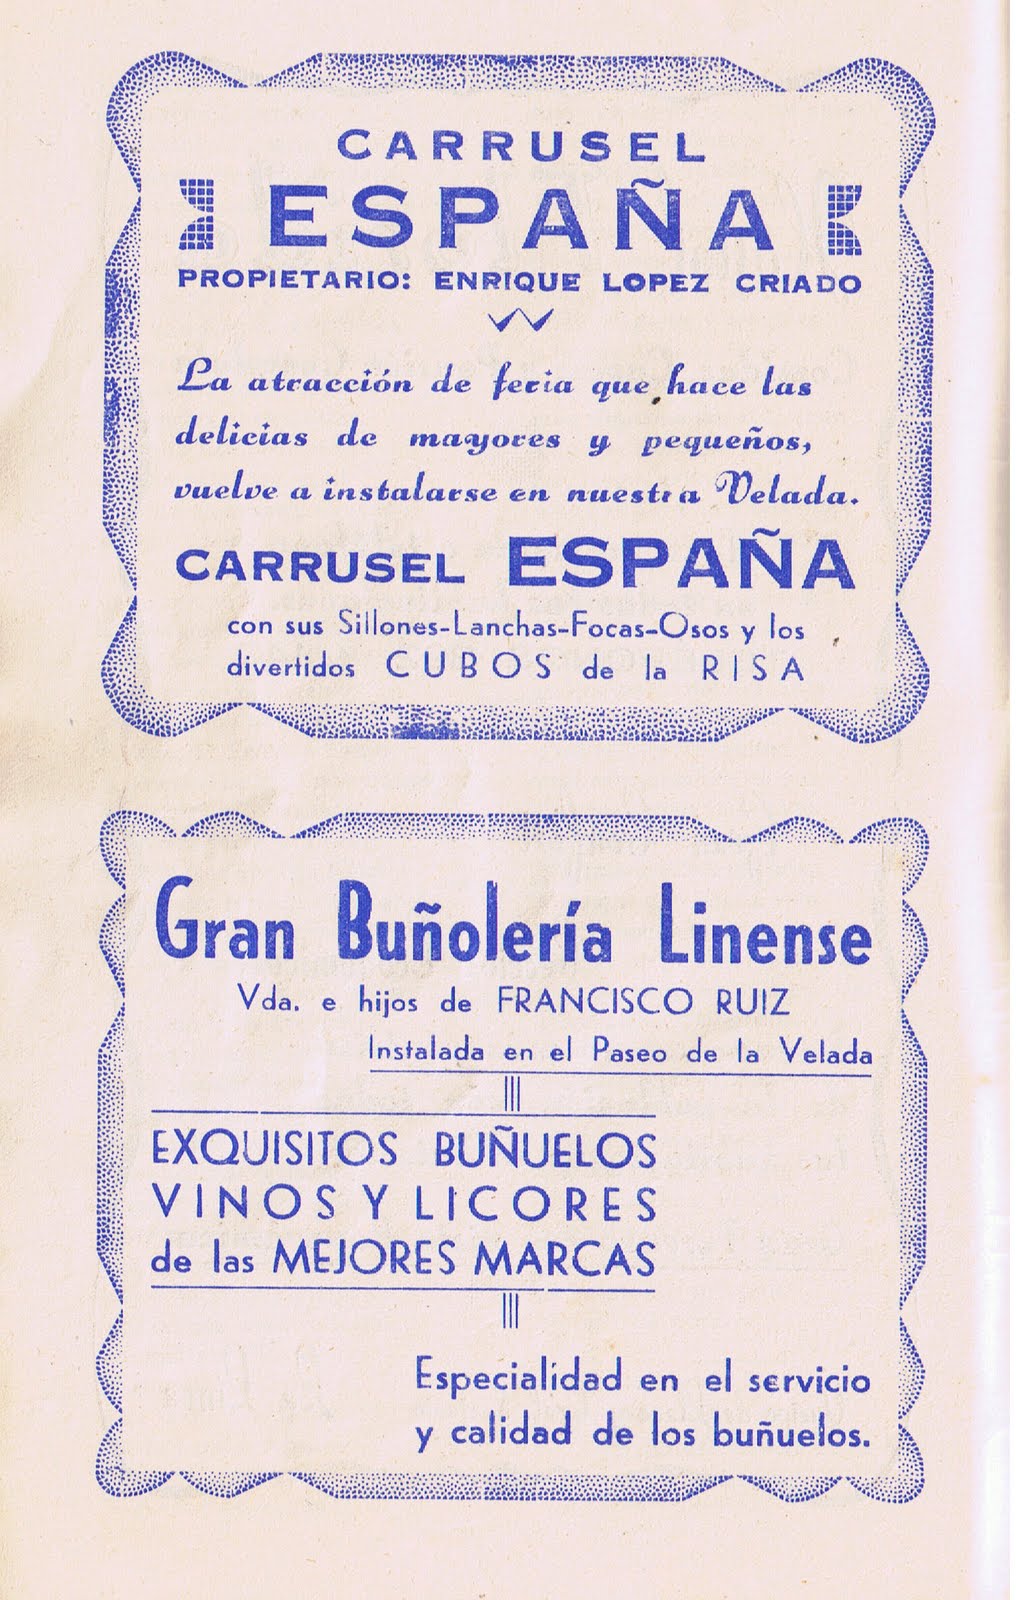 CARRUSEL
ESPAÑA
PROPIETARIO: ENRIQUE LOPEZ CRIADO
La atracción de feria que hace las
delicias de mayores y pequeños,
vuelve a instalarse en nuestra Velada.
CARRUSEL ESPAÑA
con sus Sillones-Lanchas-Focas-Osos y los
divertidos CUBOS de la RISA
Gran Buñolería Linense
Vda. e hijos de FRANCISCO RUIZ
Instalada en el Paseo de la Velada
EXQUISITOS BUÑUELOS
VINOS Y LICORES
de las MEJORES MARCAS
Especialidad en el servicio
y calidad de los buñuelos.